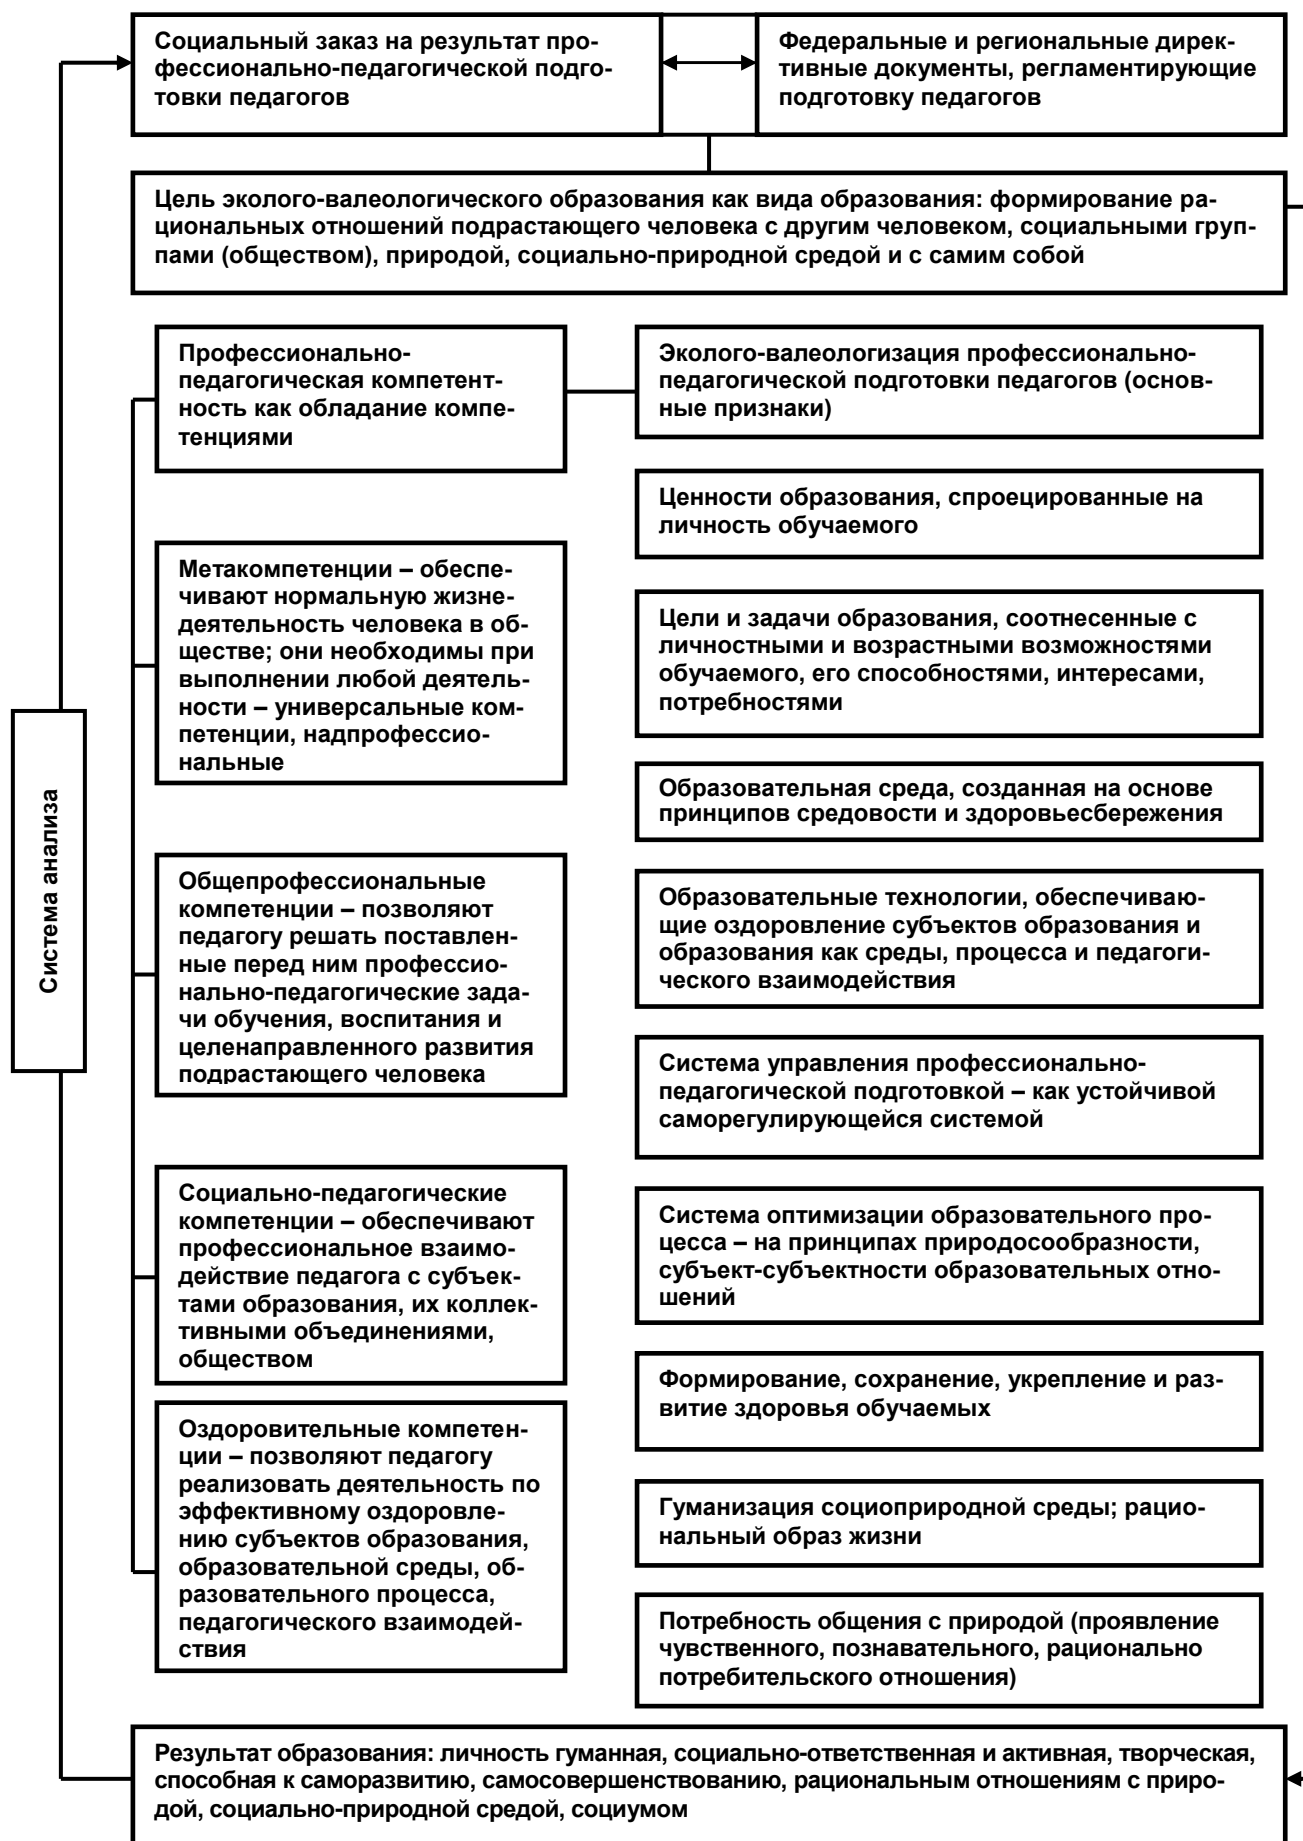 Социальный заказ на результат про-
фессионально-педагогической подго-
товки педагогов
Федеральные и региональные дирек-
тивные документы, регламентирующие
подготовку педагогов
Цель эколого-валеологического образования как вида образования: формирование ра-
циональных отношений подрастающего человека с другим человеком, социальными груп-
пами (обществом), природой, социально-природной средой и с самим собой
Профессионально-
педагогическая компетент-
ность как обладание компе-
тенциями
Метакомпетенции – обеспе-
чивают нормальную жизне-
деятельность человека в об-
ществе; они необходимы при
выполнении любой деятель-
ности – универсальные ком-
петенции, надпрофессио-
нальные
Общепрофессиональные
компетенции – позволяют
педагогу решать поставлен-
ные перед ним профессио-
нально-педагогические зада-
чи обучения, воспитания и
целенаправленного развития
подрастающего человека
Социально-педагогические
компетенции – обеспечивают
профессиональное взаимо-
действие педагога с субъек-
тами образования, их коллек-
тивными объединениями,
обществом
Оздоровительные компетен-
ции – позволяют педагогу
реализовать деятельность по
эффективному оздоровле-
нию субъектов образования,
образовательной среды, об-
разовательного процесса,
педагогического взаимодей-
ствия
Эколого-валеологизация профессионально-
педагогической подготовки педагогов (основ-
ные признаки)
Ценности образования, спроецированные на
личность обучаемого
Цели и задачи образования, соотнесенные с
личностными и возрастными возможностями
обучаемого, его способностями, интересами,
потребностями
Образовательная среда, созданная на основе
принципов средовости и здоровьесбережения
Образовательные технологии, обеспечиваю-
щие оздоровление субъектов образования и
образования как среды, процесса и педагоги-
ческого взаимодействия
Система управления профессионально-
педагогической подготовкой – как устойчивой
саморегулирующейся системой
Система оптимизации образовательного про-
цесса – на принципах природосообразности,
субъект-субъектности образовательных отно-
шений
Формирование, сохранение, укрепление и раз-
витие здоровья обучаемых
Гуманизация социоприродной среды; рацио-
нальный образ жизни
Потребность общения с природой (проявление
чувственного, познавательного, рационально
потребительского отношения)
Система анализа
Результат образования: личность гуманная, социально-ответственная и активная, творческая,
способная к саморазвитию, самосовершенствованию, рациональным отношениям с приро-
дой, социально-природной средой, социумом